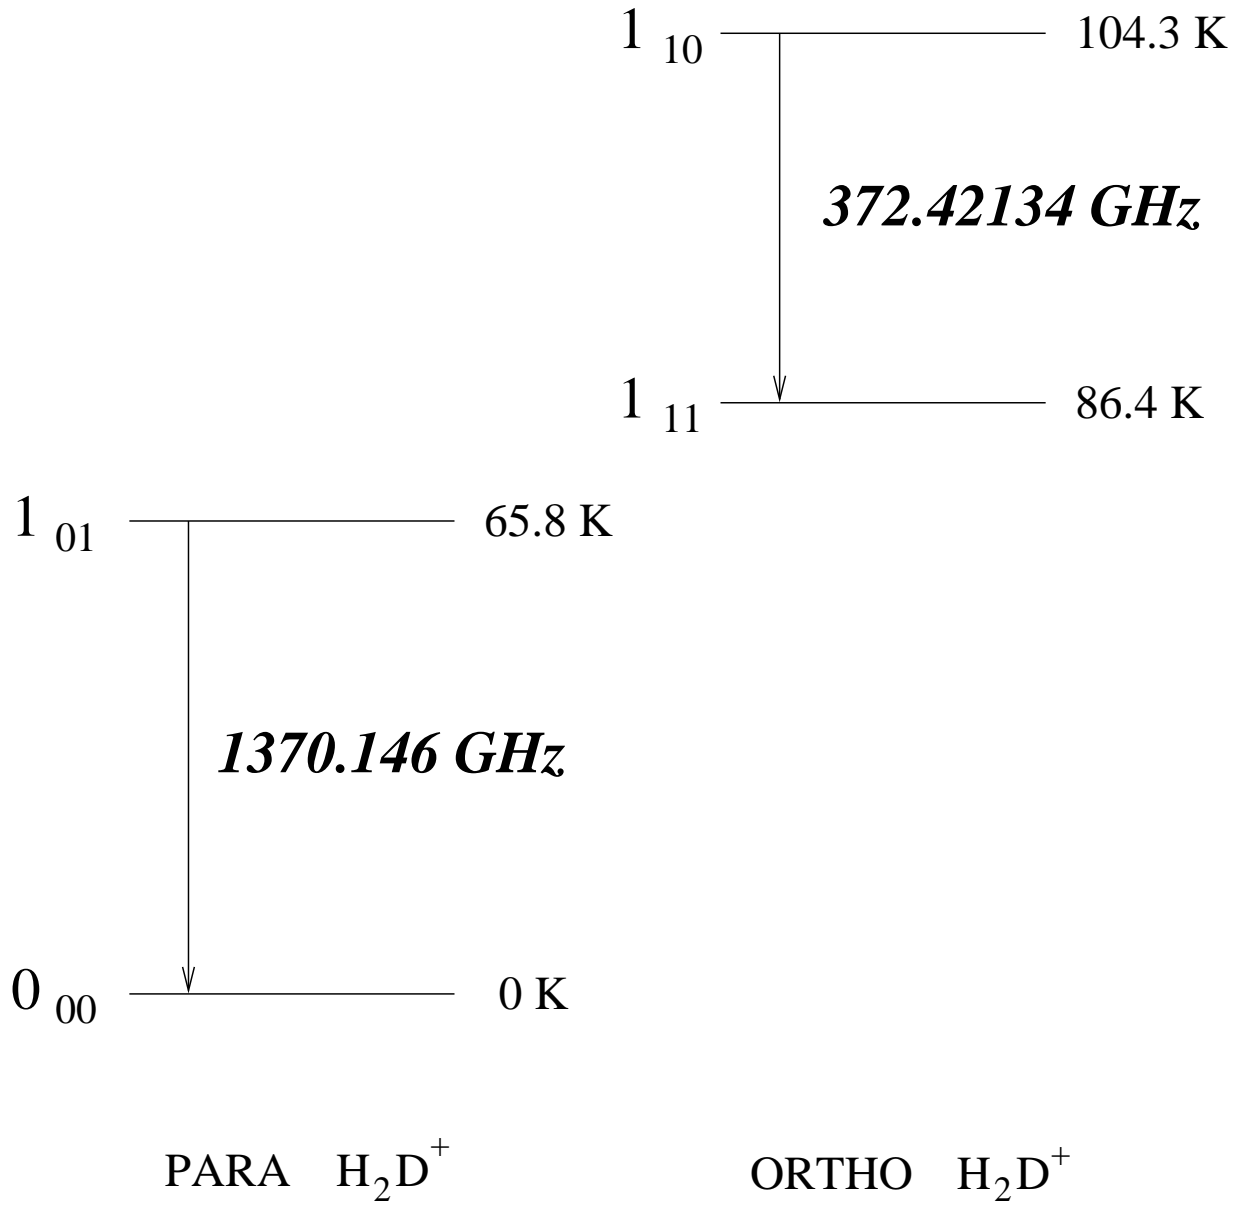 1 10 104.3 K
372.42134 GHz
1 11 86.4 K
1 01 65.8 K
1370.146 GHz
0 00 0 K
PARA H2D+ ORTHO H2D+